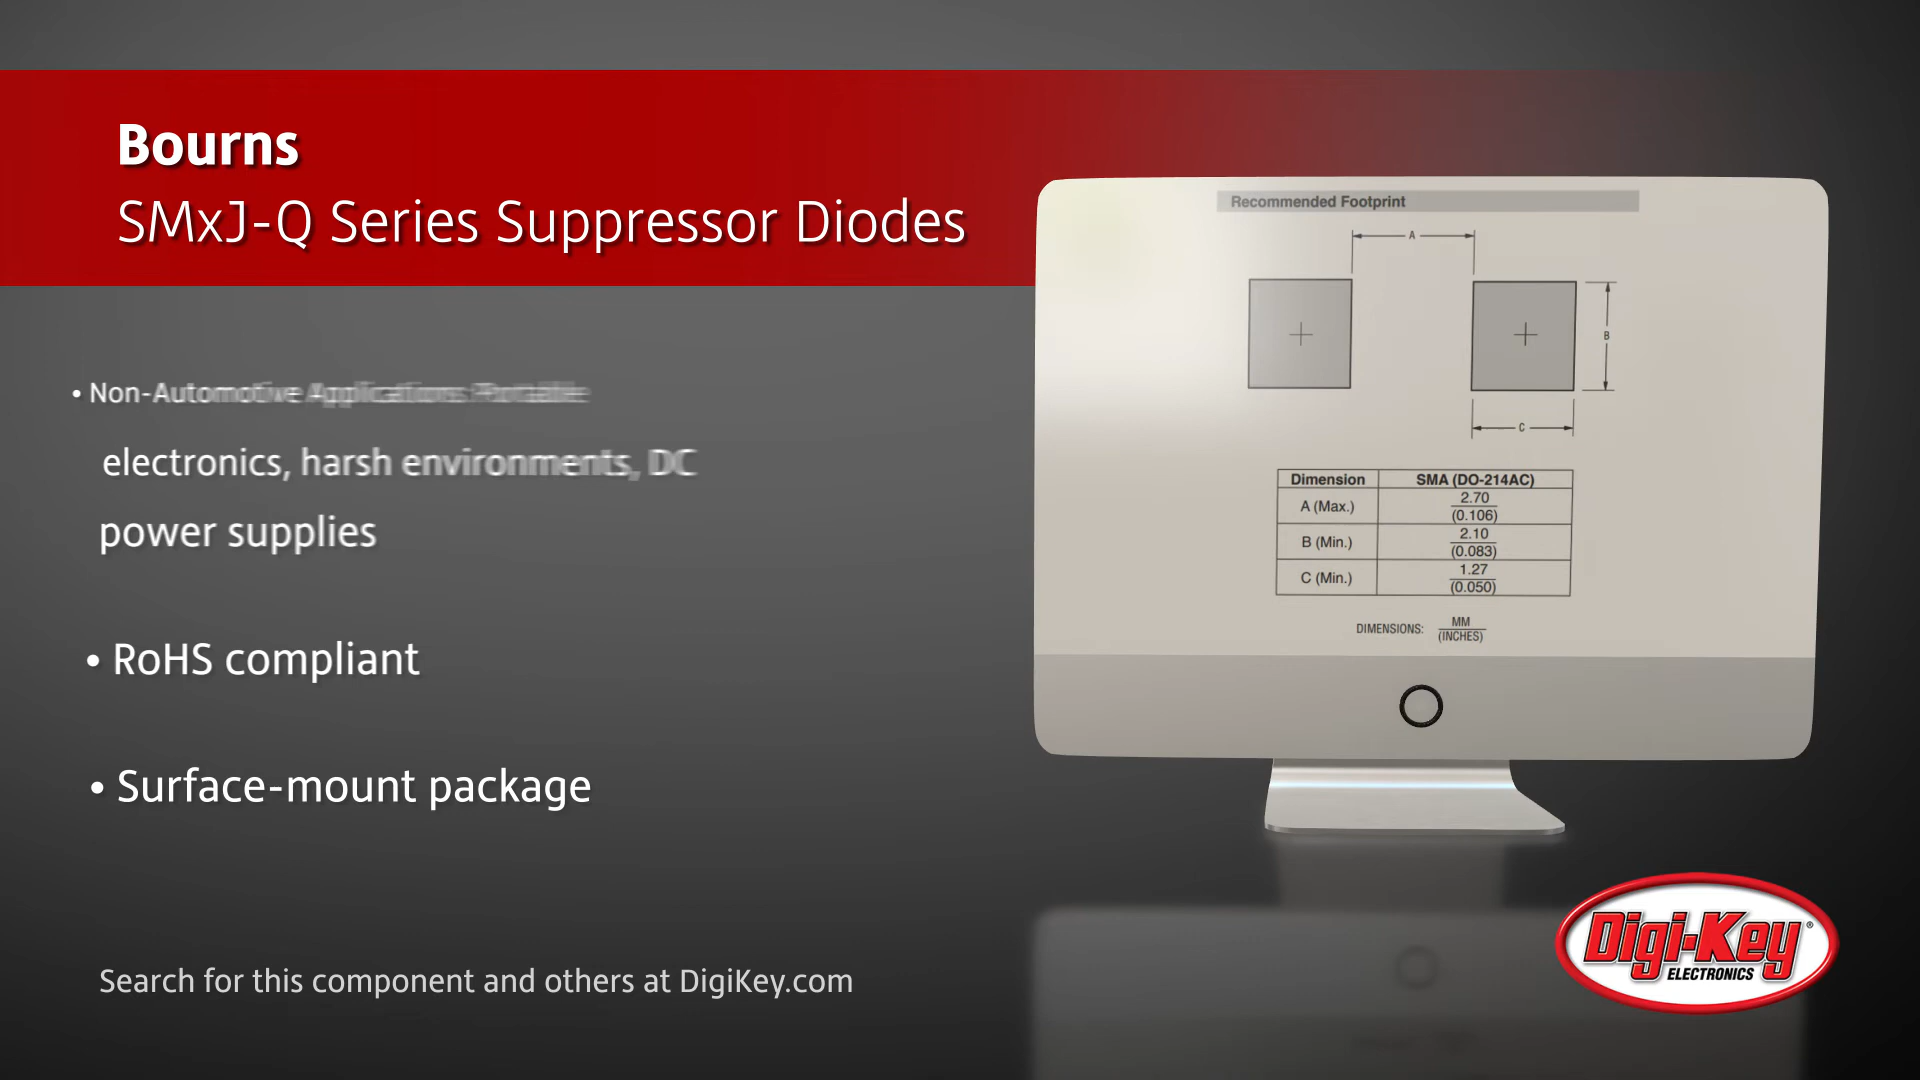 Bourns
SMxJ-Q Series Suppressor Diodes
• Non-Automotive Applications: Portable
electronics, harsh environments, DC
power supplies
• RoHS compliant
• Surface-mount package
Search for this component and others at DigiKey.com
Recommended Footprint
A
B
C
Dimension SMA (DO-214AC)
A (Max.) 2.70
(0.106)
B (Min.) 2.10
(0.083)
C (Min.) 1.27
(0.050)
DIMENSIONS: MM
(INCHES)
Digi-Key®
ELECTRONICS